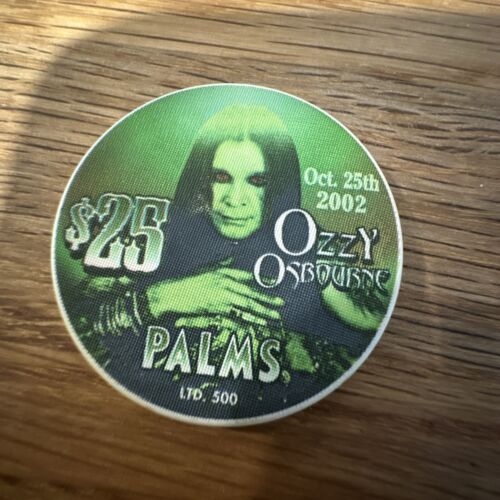 Oct. 25th
2002
$25
OZZY
OSBOURNE
PALMS
LTD. 500